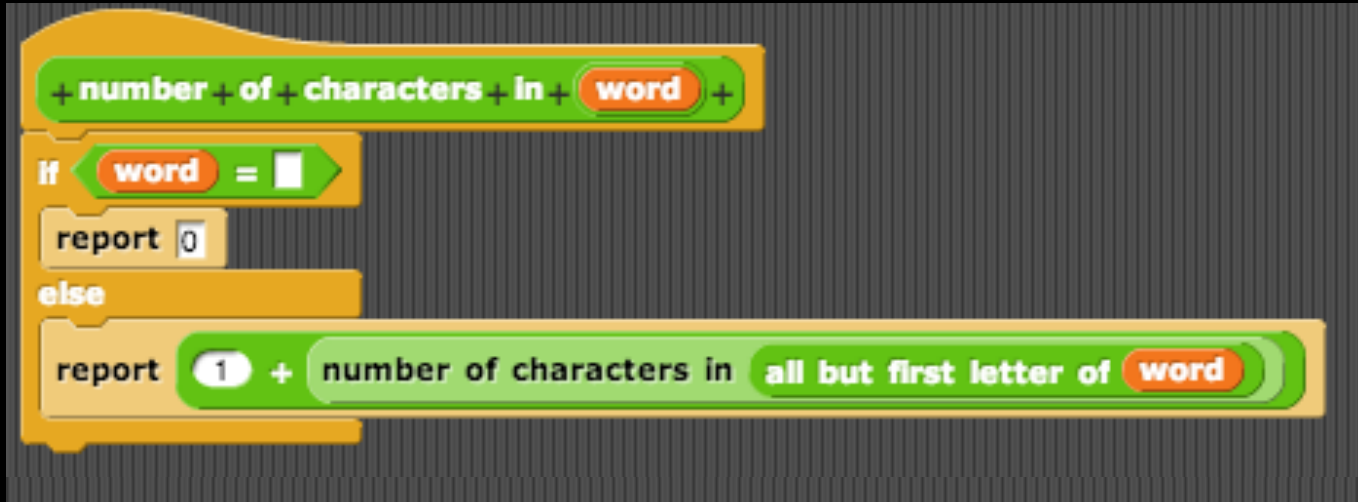 + number + of + characters + in + word +
if word =
report 0
else
report 1 + number of characters in all but first letter of word